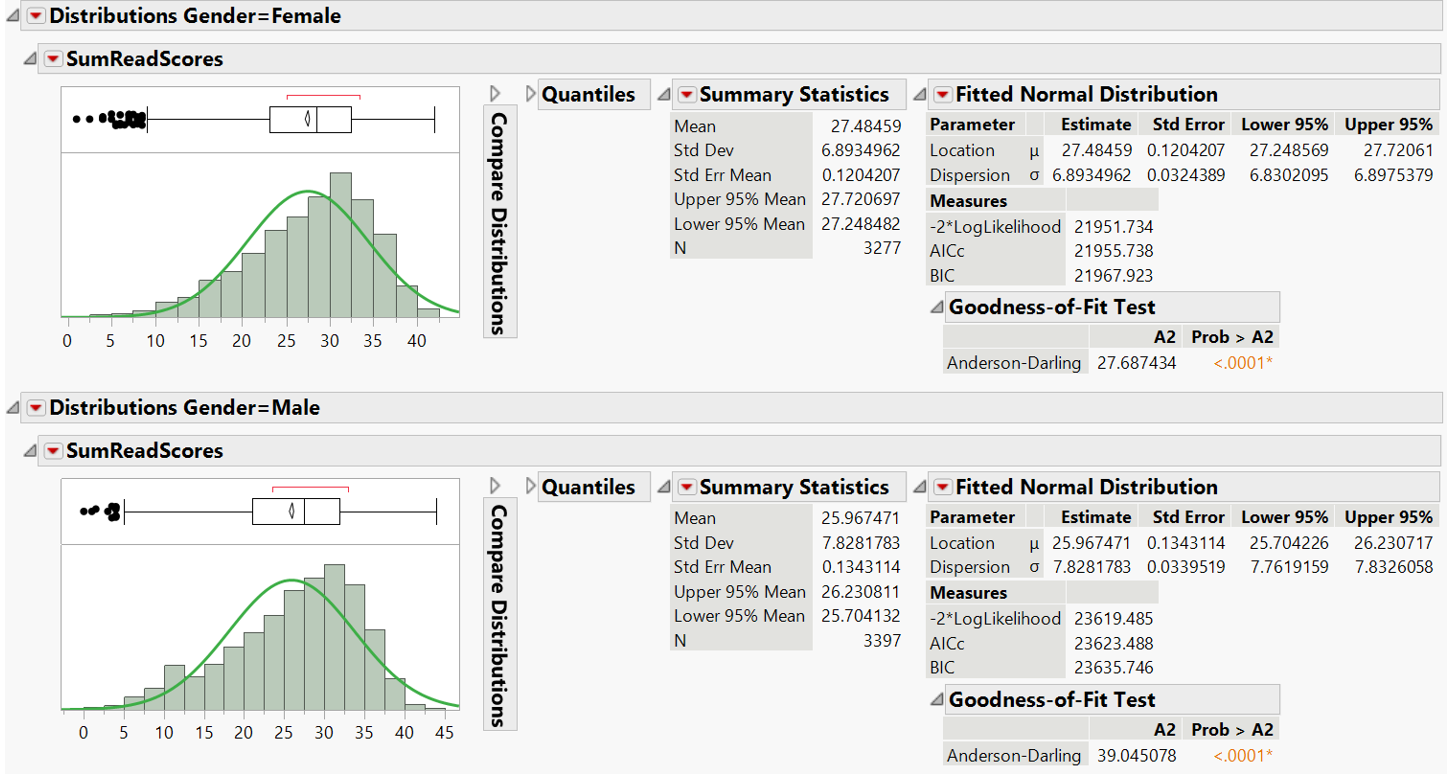 Distributions Gender=Female
SumReadScores
0 5 10 15 20 25 30 35 40
Compare Distributions
Quantiles
Summary Statistics
Mean 27.48459
Std Dev 6.8934962
Std Err Mean 0.1204207
Upper 95% Mean 27.720697
Lower 95% Mean 27.248482
N 3277
Fitted Normal Distribution
Parameter Estimate Std Error Lower 95% Upper 95%
Location μ 27.48459 0.1204207 27.248569 27.72061
Dispersion σ 6.8934962 0.0324389 6.8302095 6.8975379
Measures
-2*LogLikelihood 21951.734
AICc 21955.738
BIC 21967.923
Goodness-of-Fit Test
A2 Prob > A2
Anderson-Darling 27.687434 <.0001*
Distributions Gender=Male
SumReadScores
0 5 10 15 20 25 30 35 40 45
Compare Distributions
Quantiles
Summary Statistics
Mean 25.967471
Std Dev 7.8281783
Std Err Mean 0.1343114
Upper 95% Mean 26.230811
Lower 95% Mean 25.704132
N 3397
Fitted Normal Distribution
Parameter Estimate Std Error Lower 95% Upper 95%
Location μ 25.967471 0.1343114 25.704226 26.230717
Dispersion σ 7.8281783 0.0339519 7.7619159 7.8326058
Measures
-2*LogLikelihood 23619.485
AICc 23623.488
BIC 23635.746
Goodness-of-Fit Test
A2 Prob > A2
Anderson-Darling 39.045078 <.0001*